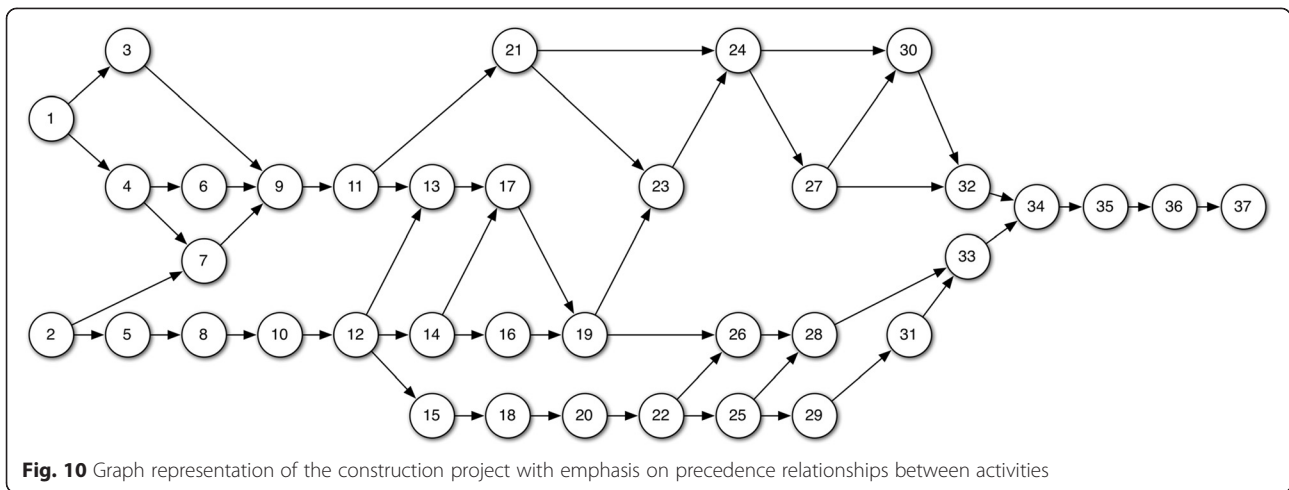 3 21 24 30
1
4 6 9 11 13 17 23 27 32
34 35 36 37
7
33
2 5 8 10 12 14 16 19 26 28 31
15 18 20 22 25 29
Fig. 10 Graph representation of the construction project with emphasis on precedence relationships between activities